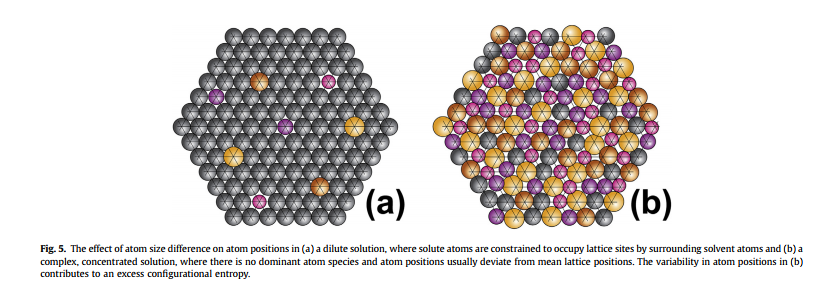 (a)
(b)
Fig. 5. The effect of atom size difference on atom positions in (a) a dilute solution, where solute atoms are constrained to occupy lattice sites by surrounding solvent atoms and (b) a
complex, concentrated solution, where there is no dominant atom species and atom positions usually deviate from mean lattice positions. The variability in atom positions in (b)
contributes to an excess configurational entropy.